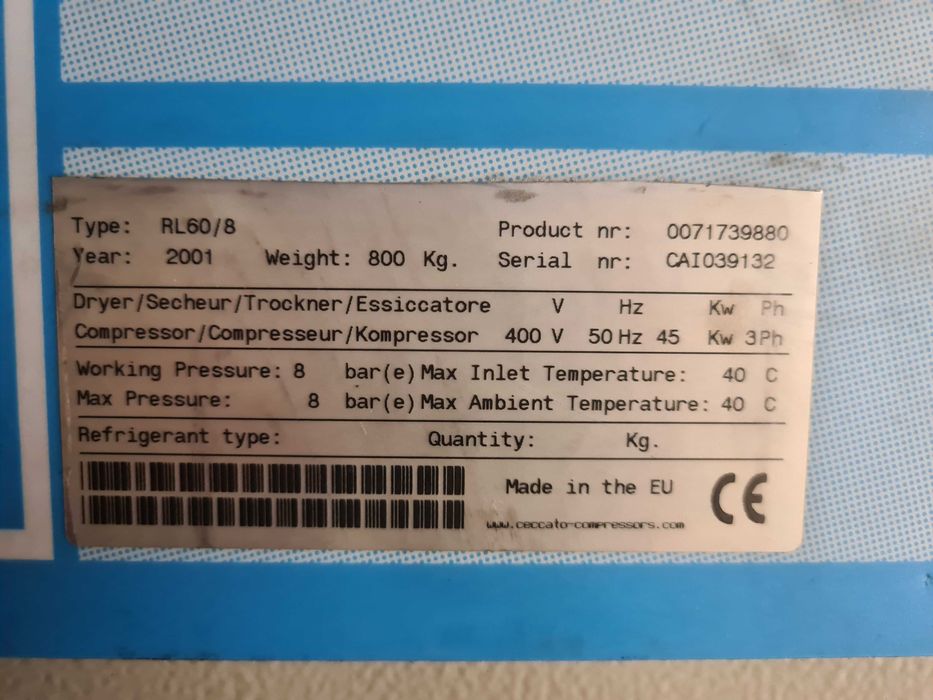 Type: RL60/8 Product nr: 0071739880
Year: 2001 Weight: 800 Kg. Serial nr: CAI039132
Dryer/Secheur/Trockner/Essiccatore V Hz Kw Ph
Compressor/Compresseur/Kompressor 400 V 50 Hz 45 Kw 3Ph
Working Pressure: 8 bar(e) Max Inlet Temperature: 40 C
Max Pressure: 8 bar(e) Max Ambient Temperature: 40 C
Refrigerant type: Quantity: Kg.
Made in the EU CE
www.ceccato-compressors.com